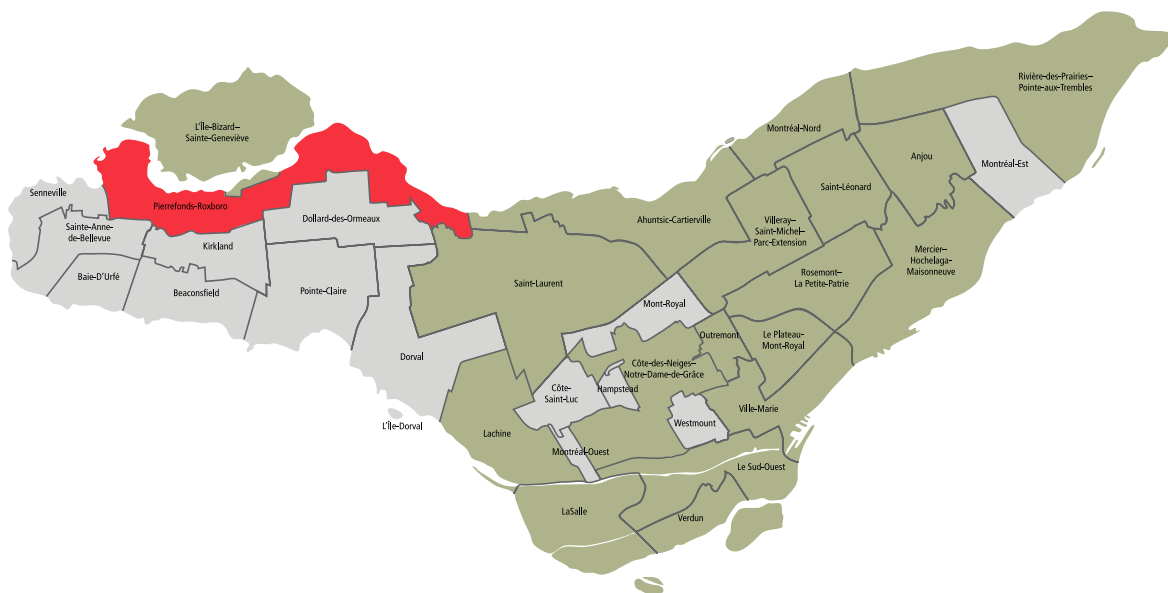 Rivière-des-Prairies–
Pointe-aux-Trembles
L'Île-Bizard–
Sainte-Geneviève
Montréal-Nord
Anjou
Montréal-Est
Saint-Léonard
Senneville
Pierrefonds-Roxboro
Dollard-des-Ormeaux
Ahuntsic-Cartierville
Villeray–
Saint-Michel–
Parc-Extension
Sainte-Anne-
de-Bellevue
Kirkland
Mercier–
Hochelaga-
Maisonneuve
Baie-D'Urfé
Beaconsfield
Pointe-Claire
Saint-Laurent
Rosemont–
La Petite-Patrie
Mont-Royal
Outremont
Le Plateau-
Mont-Royal
Dorval
Côte-des-Neiges–
Notre-Dame-de-Grâce
Côte-
Saint-Luc
Hampstead
Ville-Marie
L'Île-Dorval
Westmount
Lachine
Montréal-Ouest
Le Sud-Ouest
LaSalle
Verdun